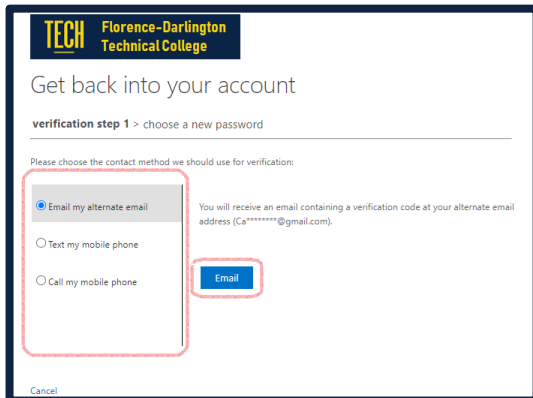 TECH Florence-Darlington
Technical College
Get back into your account
verification step 1 > choose a new password
Please choose the contact method we should use for verification:
Email my alternate email
Text my mobile phone
Call my mobile phone
You will receive an email containing a verification code at your alternate email
address (Ca********@gmail.com).
Email
Cancel